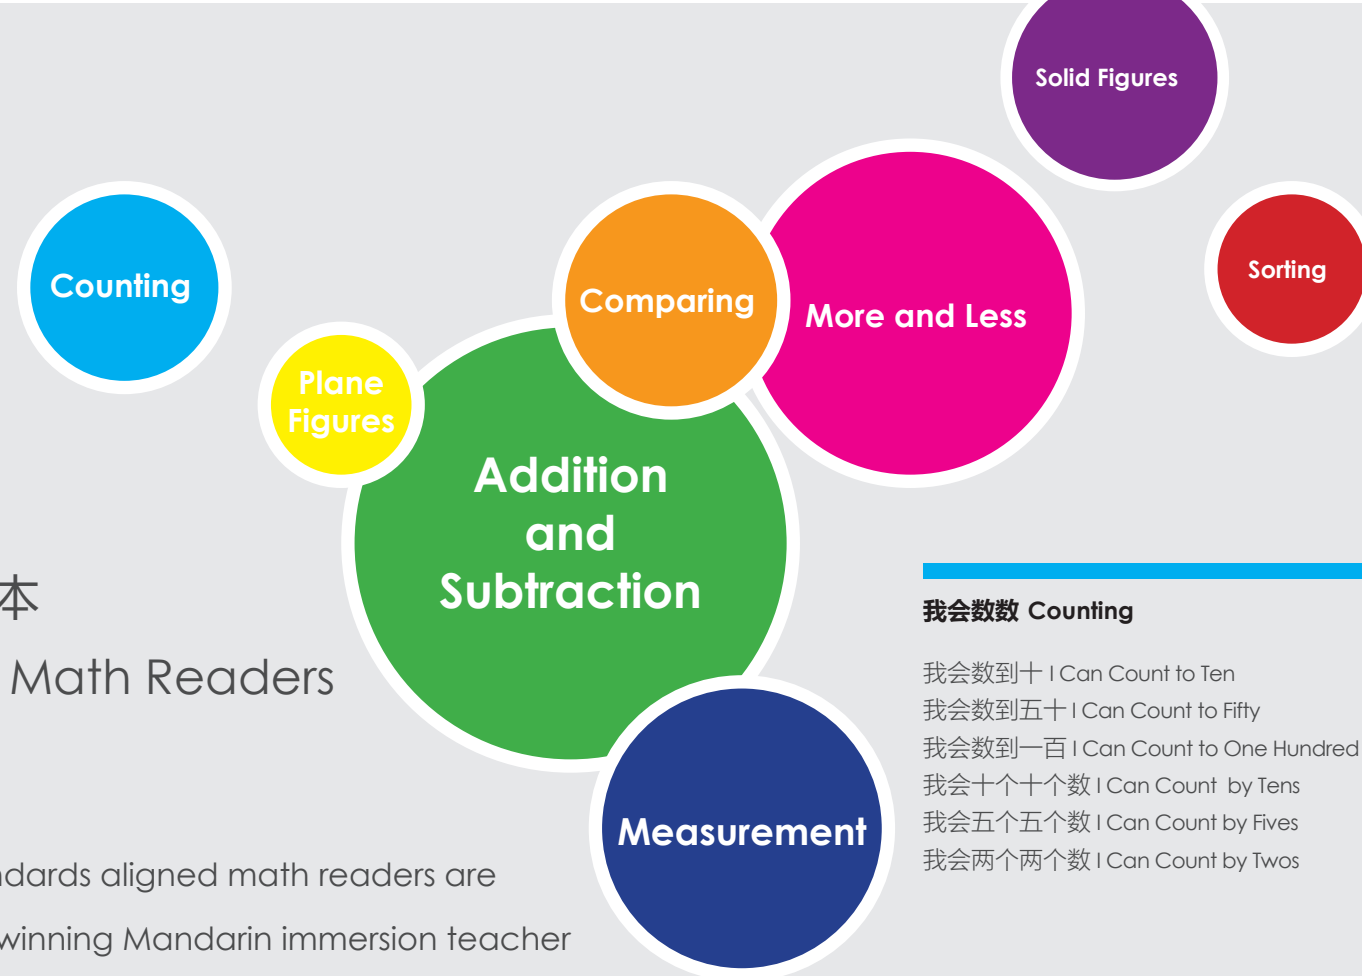 Solid Figures
Counting
Comparing
More and Less
Sorting
Plane
Figures
Addition
and
Subtraction
Measurement
本
Math Readers
ndards aligned math readers are
winning Mandarin immersion teacher
我会数数 Counting
我会数到十 I Can Count to Ten
我会数到五十 I Can Count to Fifty
我会数到一百 I Can Count to One Hundred
我会十个十个数 I Can Count by Tens
我会五个五个数 I Can Count by Fives
我会两个两个数 I Can Count by Twos